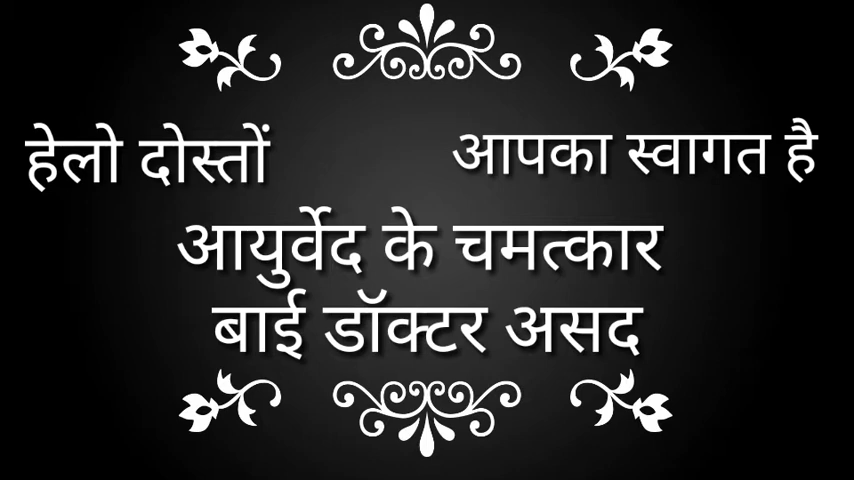 हेलो दोस्तों आपका स्वागत है
आयुर्वेद के चमत्कार
बाई डॉक्टर असद